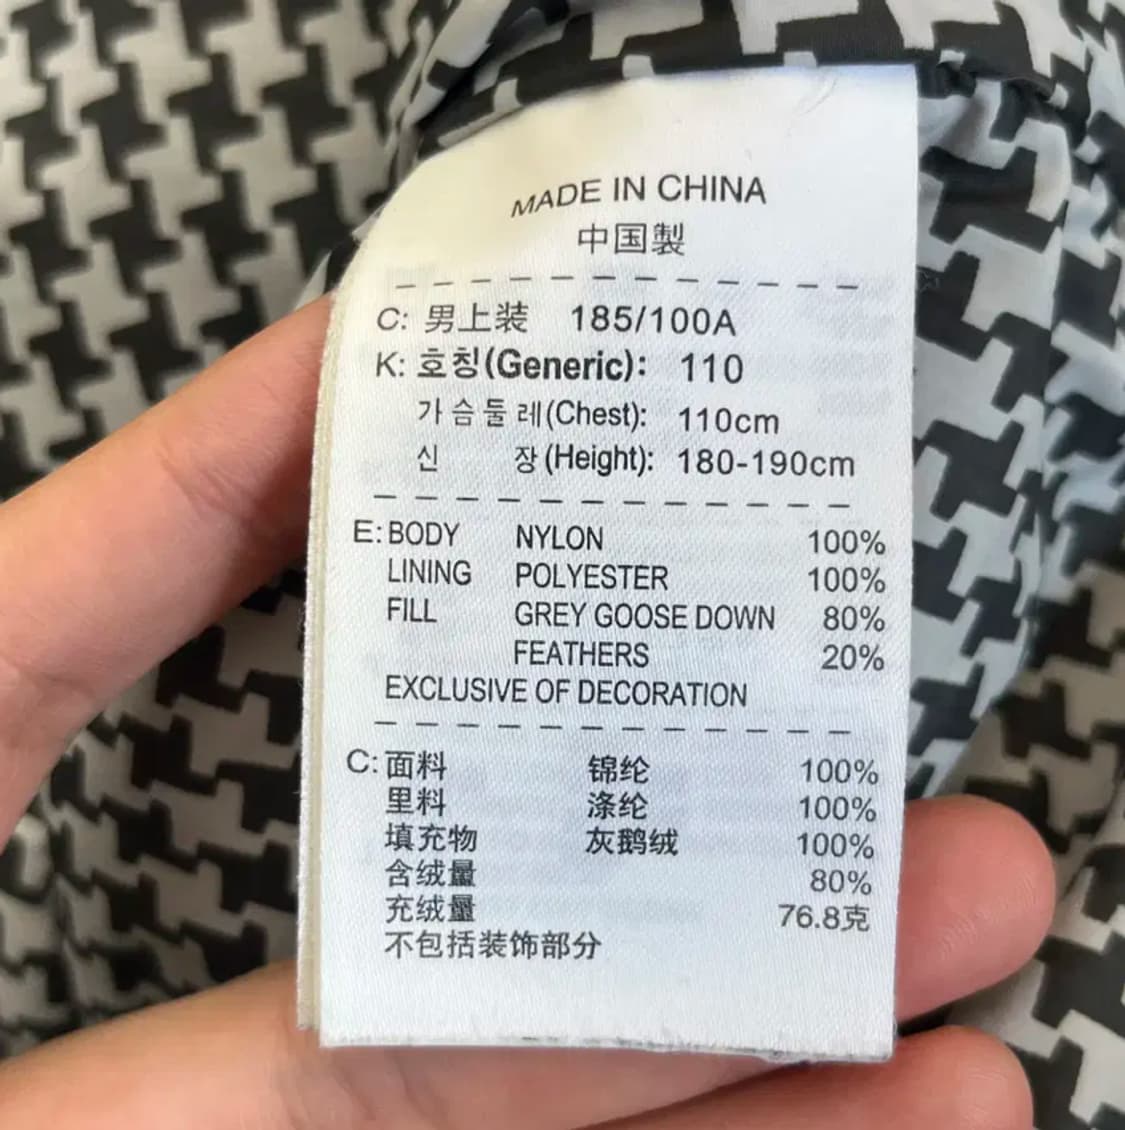 MADE IN CHINA
中国製
C: 男上装 185/100A
K: 호칭(Generic): 110
가슴둘레(Chest): 110cm
신 장(Height): 180-190cm
E: BODY NYLON 100%
LINING POLYESTER 100%
FILL GREY GOOSE DOWN 80%
FEATHERS 20%
EXCLUSIVE OF DECORATION
C: 面料 锦纶 100%
里料 涤纶 100%
填充物 灰鹅绒 100%
含绒量 80%
充绒量 76.8克
不包括装饰部分